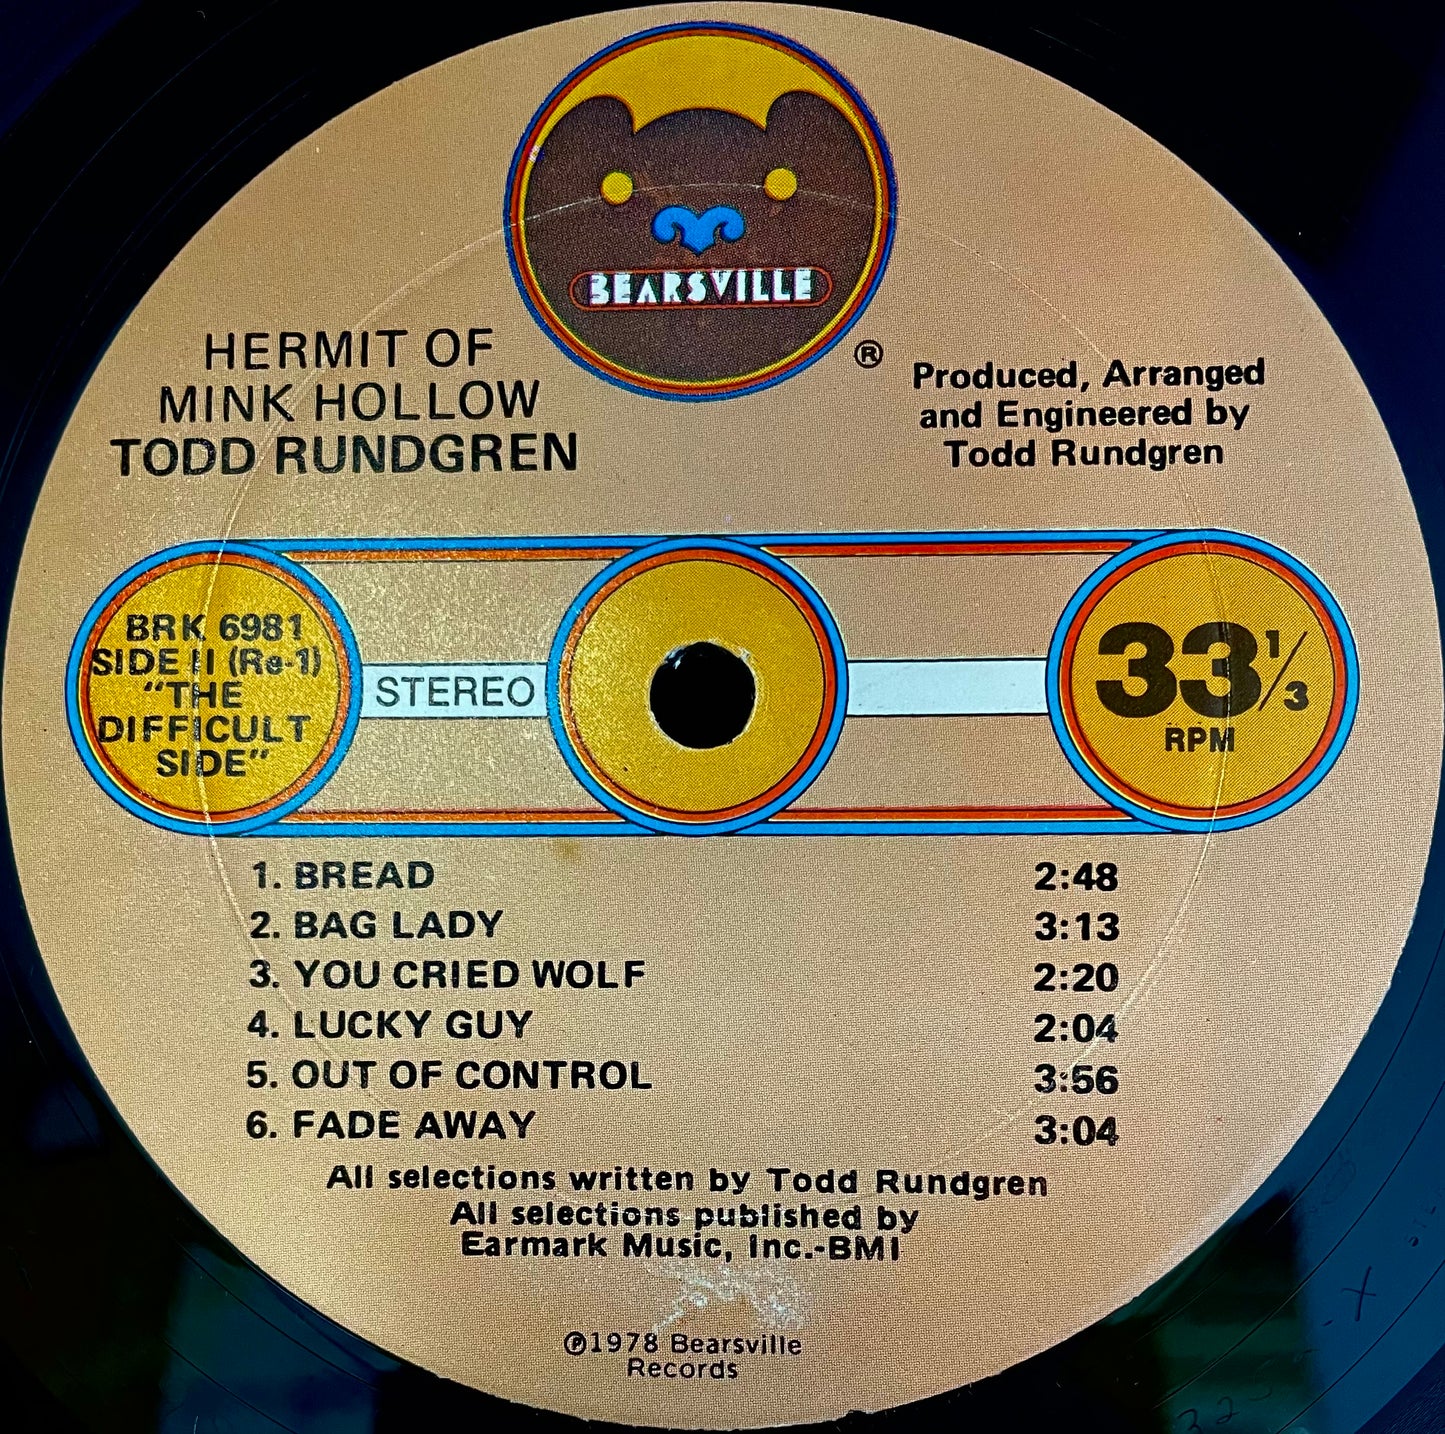 BEARSVILLE
®
HERMIT OF
MINK HOLLOW
TODD RUNDGREN
Produced, Arranged
and Engineered by
Todd Rundgren
BRK 6981
SIDE II (Re-1)
"THE
DIFFICULT
SIDE"
STEREO
33 1/3
RPM
1. BREAD 2:48
2. BAG LADY 3:13
3. YOU CRIED WOLF 2:20
4. LUCKY GUY 2:04
5. OUT OF CONTROL 3:56
6. FADE AWAY 3:04
All selections written by Todd Rundgren
All selections published by
Earmark Music, Inc.-BMI
℗1978 Bearsville
Records